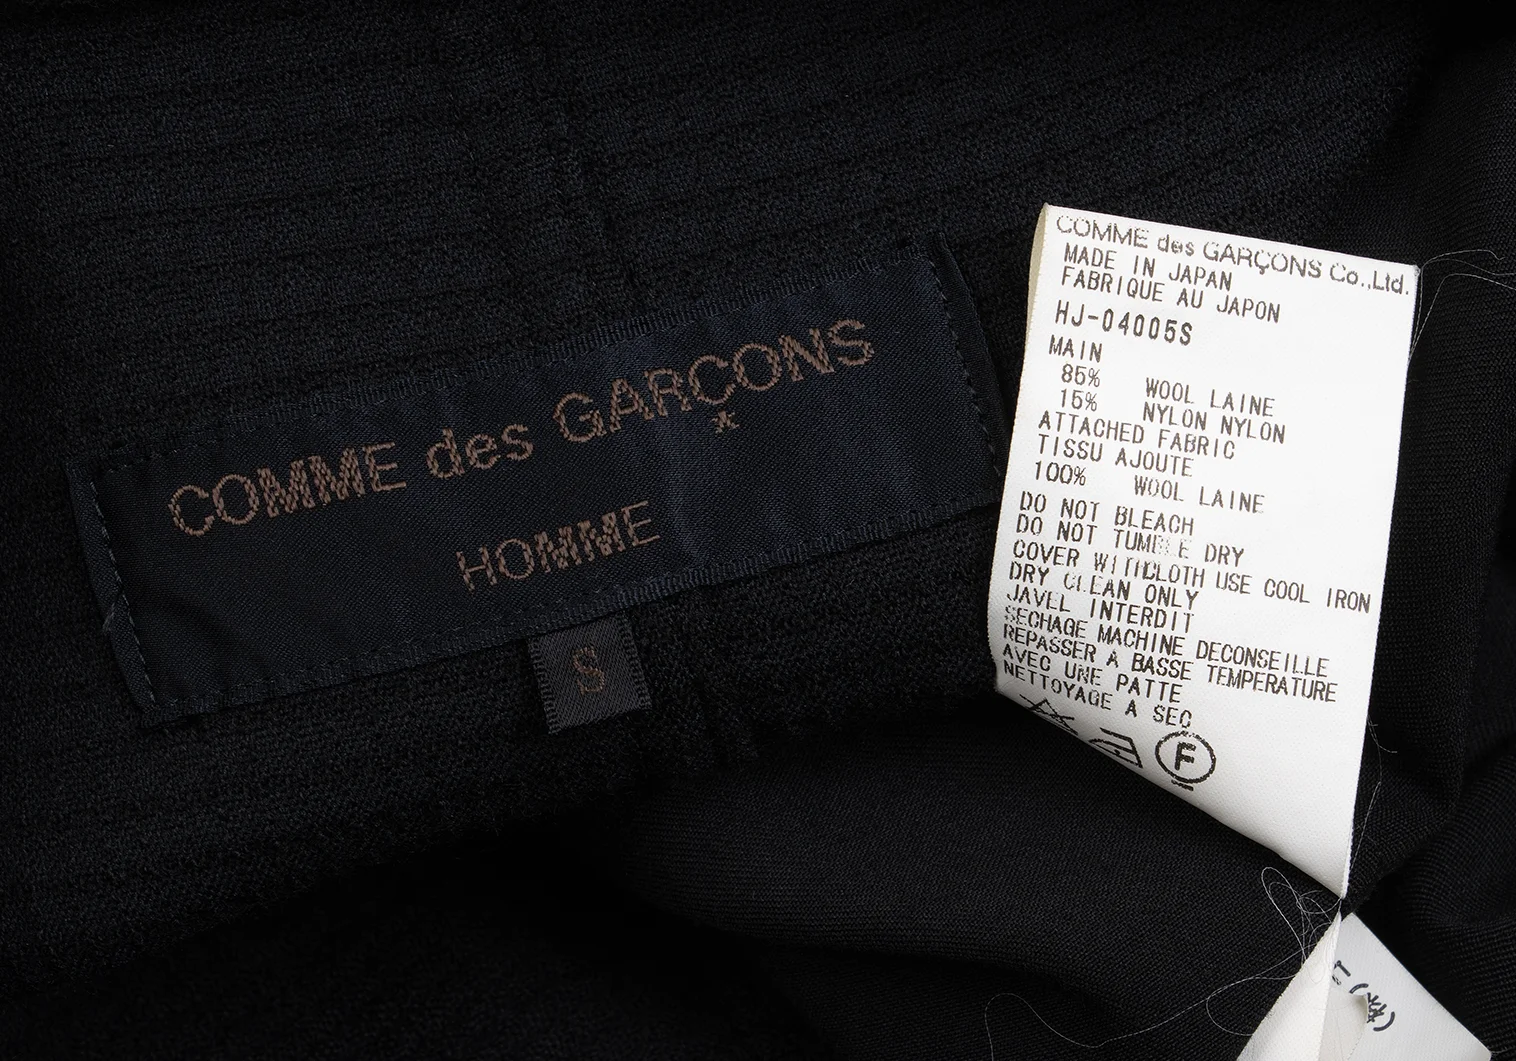 COMME des GARÇONS
HOMME
S
COMME des GARÇONS Co.,Ltd.
MADE IN JAPAN
FABRIQUE AU JAPON
HJ-04005S
MAIN
85% WOOL LAINE
15% NYLON NYLON
ATTACHED FABRIC
TISSU AJOUTE
100% WOOL LAINE
DO NOT BLEACH
DO NOT TUMBLE DRY
COVER WITHCLOTH USE COOL IRON
DRY CLEAN ONLY
JAVEL INTERDIT
SECHAGE MACHINE DECONSEILLE
REPASSER A BASSE TEMPERATURE
AVEC UNE PATTE
NETTOYAGE A SEC
F